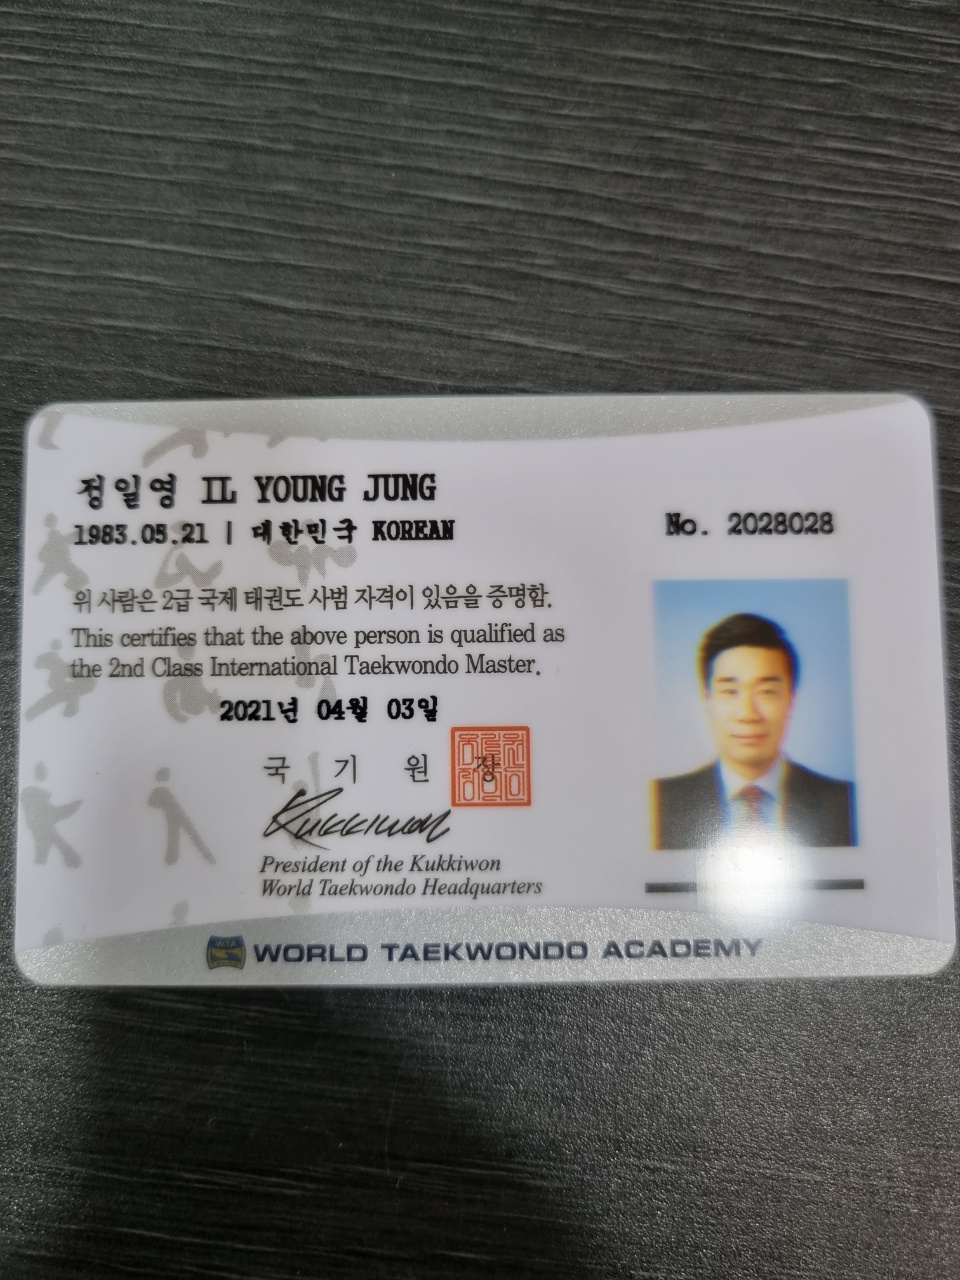 정일영 IL YOUNG JUNG
1983.05.21 | 대한민국 KOREAN
No. 2028028
위 사람은 2급 국제 태권도 사범 자격이 있음을 증명함.
This certifies that the above person is qualified as
the 2nd Class International Taekwondo Master.
2021년 04월 03일
국 기 원 장
Kukkiwon
President of the Kukkiwon
World Taekwondo Headquarters
WTA
WORLD TAEKWONDO ACADEMY